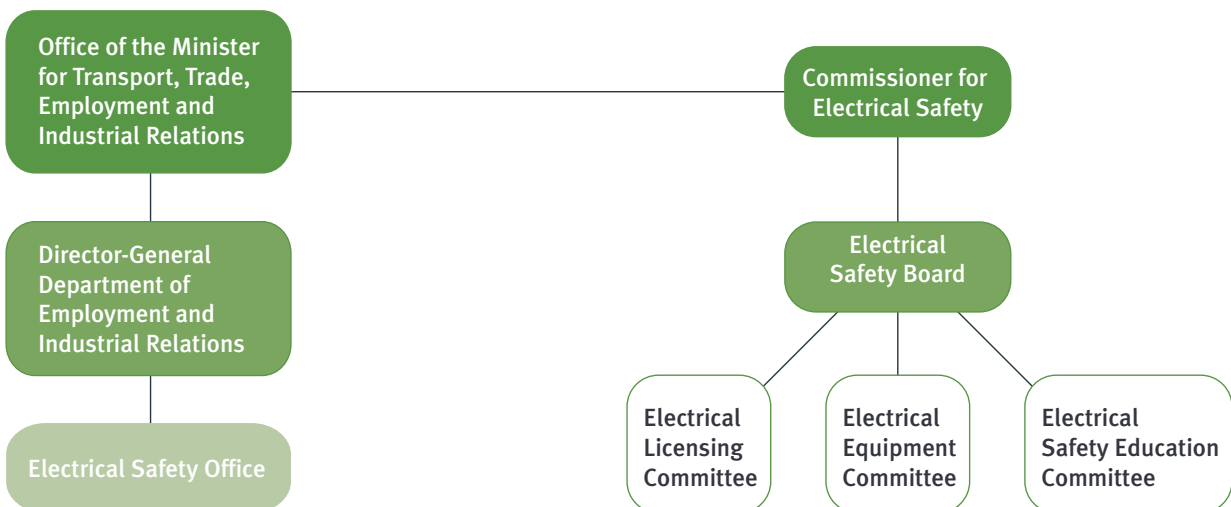 Office of the Minister
for Transport, Trade,
Employment and
Industrial Relations
Commissioner for
Electrical Safety
Director-General
Department of
Employment and
Industrial Relations
Electrical
Safety Board
Electrical Safety Office
Electrical
Licensing
Committee
Electrical
Equipment
Committee
Electrical
Safety Education
Committee